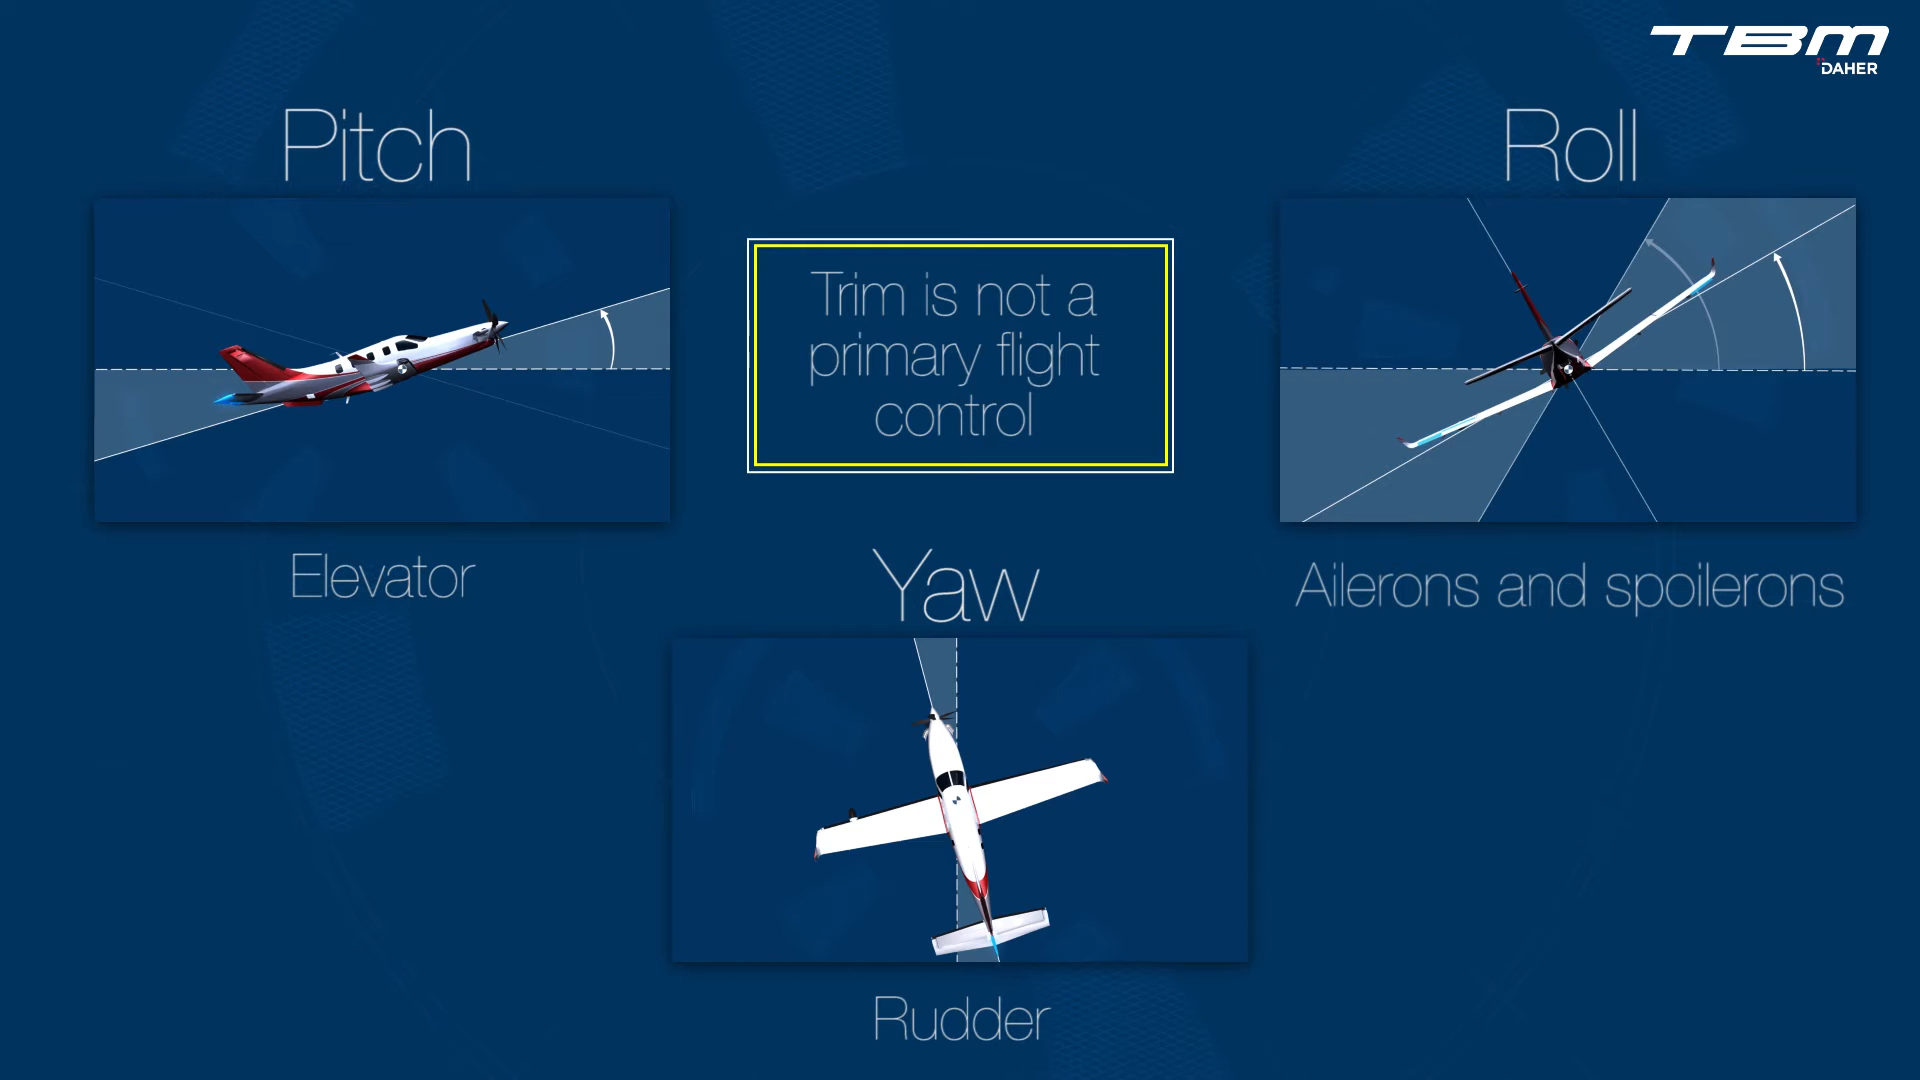 TBM
DAHER
Pitch
Roll
Trim is not a
primary flight
control
Elevator
Yaw
Ailerons and spoilerons
Rudder